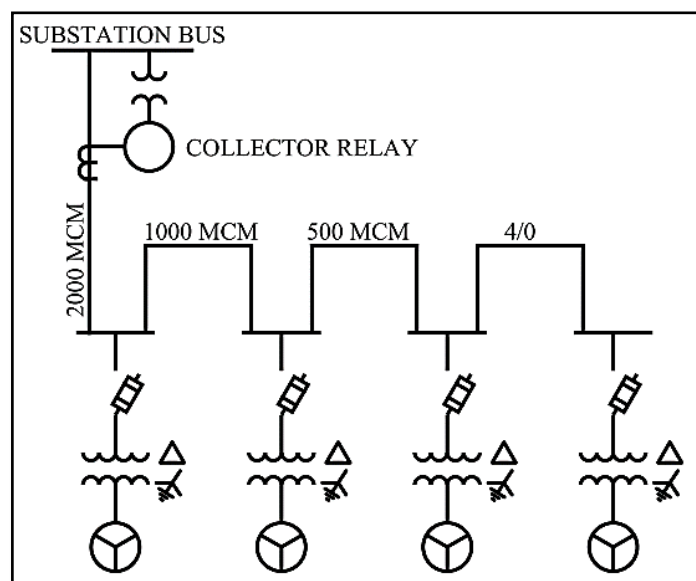 SUBSTATION BUS
COLLECTOR RELAY
2000 MCM
1000 MCM
500 MCM
4/0